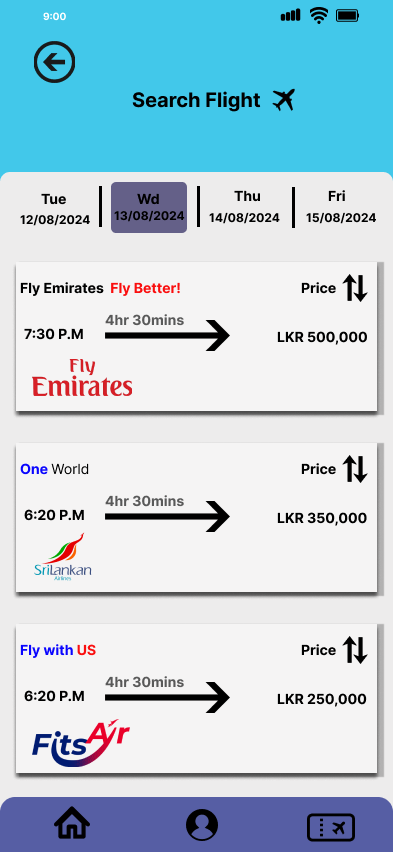 9:00
Search Flight
Tue Wd Thu Fri
12/08/2024 13/08/2024 14/08/2024 15/08/2024
Fly Emirates Fly Better! Price
4hr 30mins
7:30 P.M LKR 500,000
Fly
Emirates
One World Price
4hr 30mins
6:20 P.M LKR 350,000
SriLankan
Airlines
Fly with US Price
4hr 30mins
6:20 P.M LKR 250,000
FitsAir